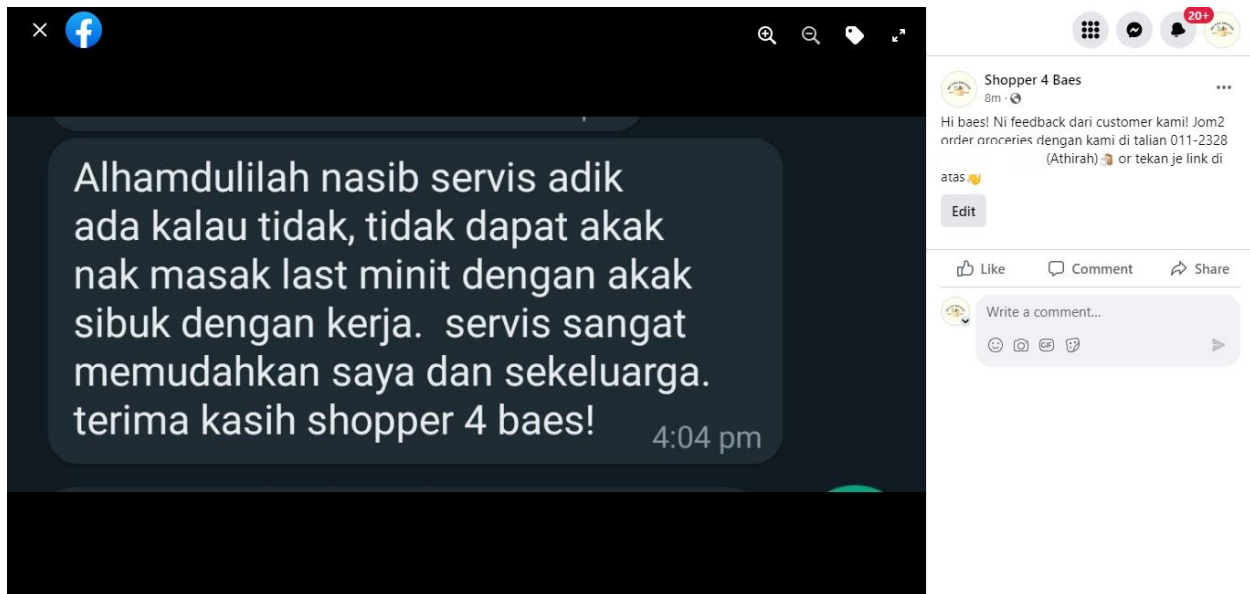 Alhamdulilah nasib servis adik
ada kalau tidak, tidak dapat akak
nak masak last minit dengan akak
sibuk dengan kerja.  servis sangat
memudahkan saya dan sekeluarga.
terima kasih shopper 4 baes!
4:04 pm
20+
Shopper 4 Baes
8m ·
Hi baes! Ni feedback dari customer kami! Jom2
order groceries dengan kami di talian 011-2328
(Athirah) or tekan je link di
atas
Edit
Like Comment Share
Write a comment...
GIF